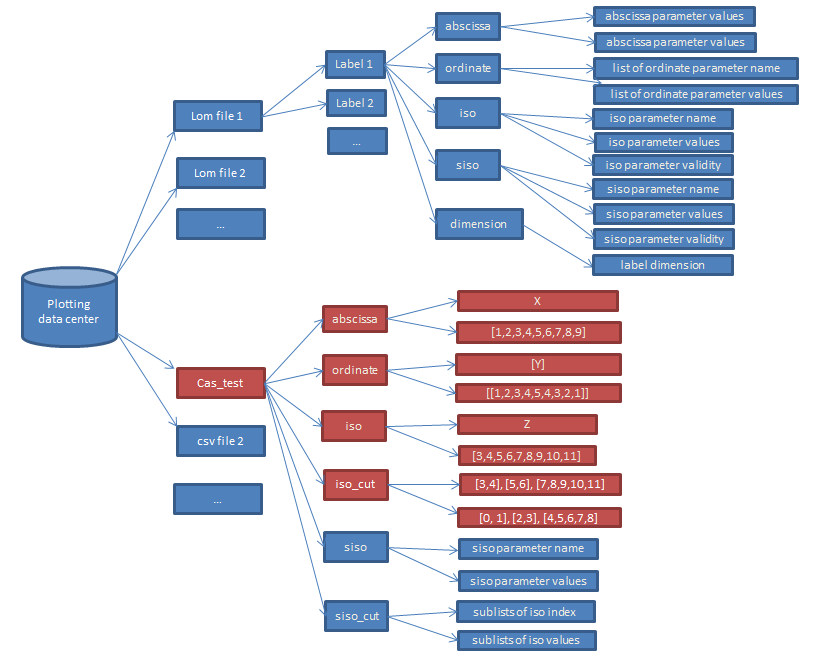 Plotting
data center
Lom file 1
Lom file 2
...
Label 1
Label 2
...
abscissa
abscissa parameter values
abscissa parameter values
ordinate
list of ordinate parameter name
list of ordinate parameter values
iso
iso parameter name
iso parameter values
iso parameter validity
siso
siso parameter name
siso parameter values
siso parameter validity
dimension
label dimension
Cas_test
csv file 2
...
abscissa
X
[1,2,3,4,5,6,7,8,9]
ordinate
[Y]
[[1,2,3,4,5,4,3,2,1]]
iso
Z
[3,4,5,6,7,8,9,10,11]
iso_cut
[3,4], [5,6], [7,8,9,10,11]
[0, 1], [2,3], [4,5,6,7,8]
siso
siso parameter name
siso parameter values
siso_cut
sublists of iso index
sublists of iso values